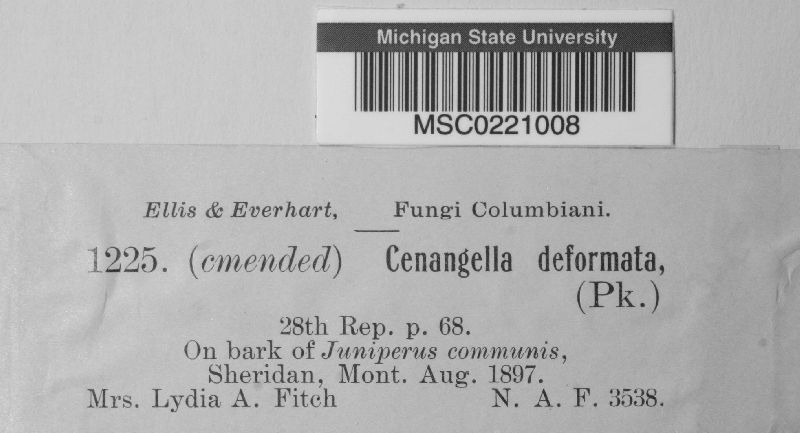 Michigan State University
MSC0221008
Ellis & Everhart, Fungi Columbiani.
1225. (cmended) Cenangella deformata,
(Pk.)
28th Rep. p. 68.
On bark of Juniperus communis,
Sheridan, Mont. Aug. 1897.
Mrs. Lydia A. Fitch N. A. F. 3538.